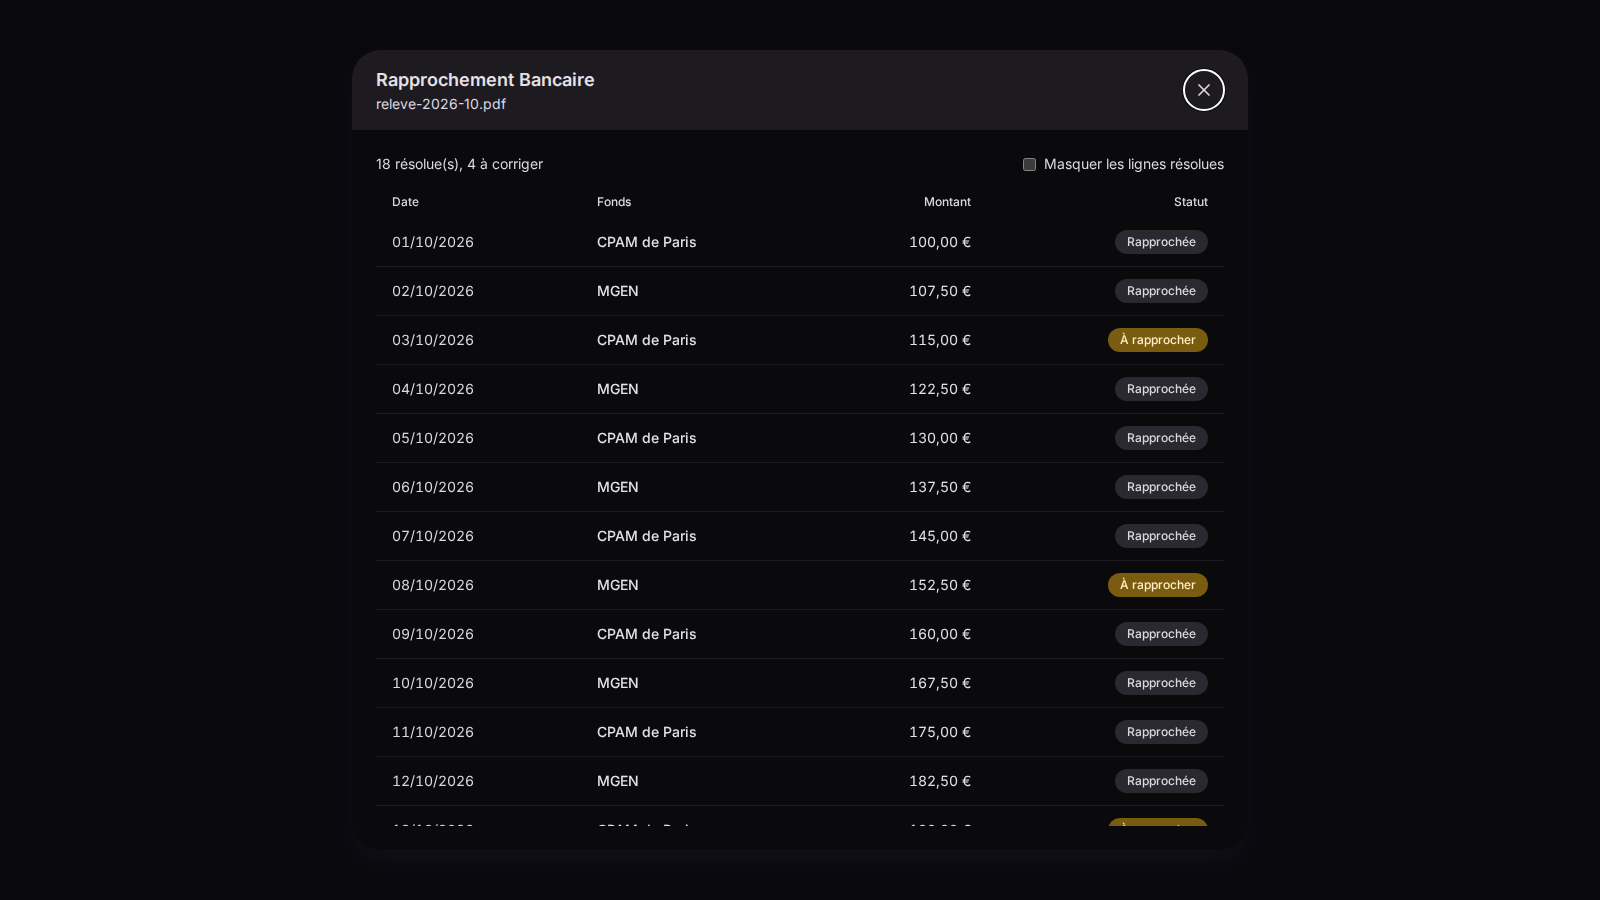 Rapprochement Bancaire
releve-2026-10.pdf
18 résolue(s), 4 à corriger
Masquer les lignes résolues
Date Fonds Montant Statut
01/10/2026 CPAM de Paris 100,00 € Rapprochée
02/10/2026 MGEN 107,50 € Rapprochée
03/10/2026 CPAM de Paris 115,00 € À rapprocher
04/10/2026 MGEN 122,50 € Rapprochée
05/10/2026 CPAM de Paris 130,00 € Rapprochée
06/10/2026 MGEN 137,50 € Rapprochée
07/10/2026 CPAM de Paris 145,00 € Rapprochée
08/10/2026 MGEN 152,50 € À rapprocher
09/10/2026 CPAM de Paris 160,00 € Rapprochée
10/10/2026 MGEN 167,50 € Rapprochée
11/10/2026 CPAM de Paris 175,00 € Rapprochée
12/10/2026 MGEN 182,50 € Rapprochée